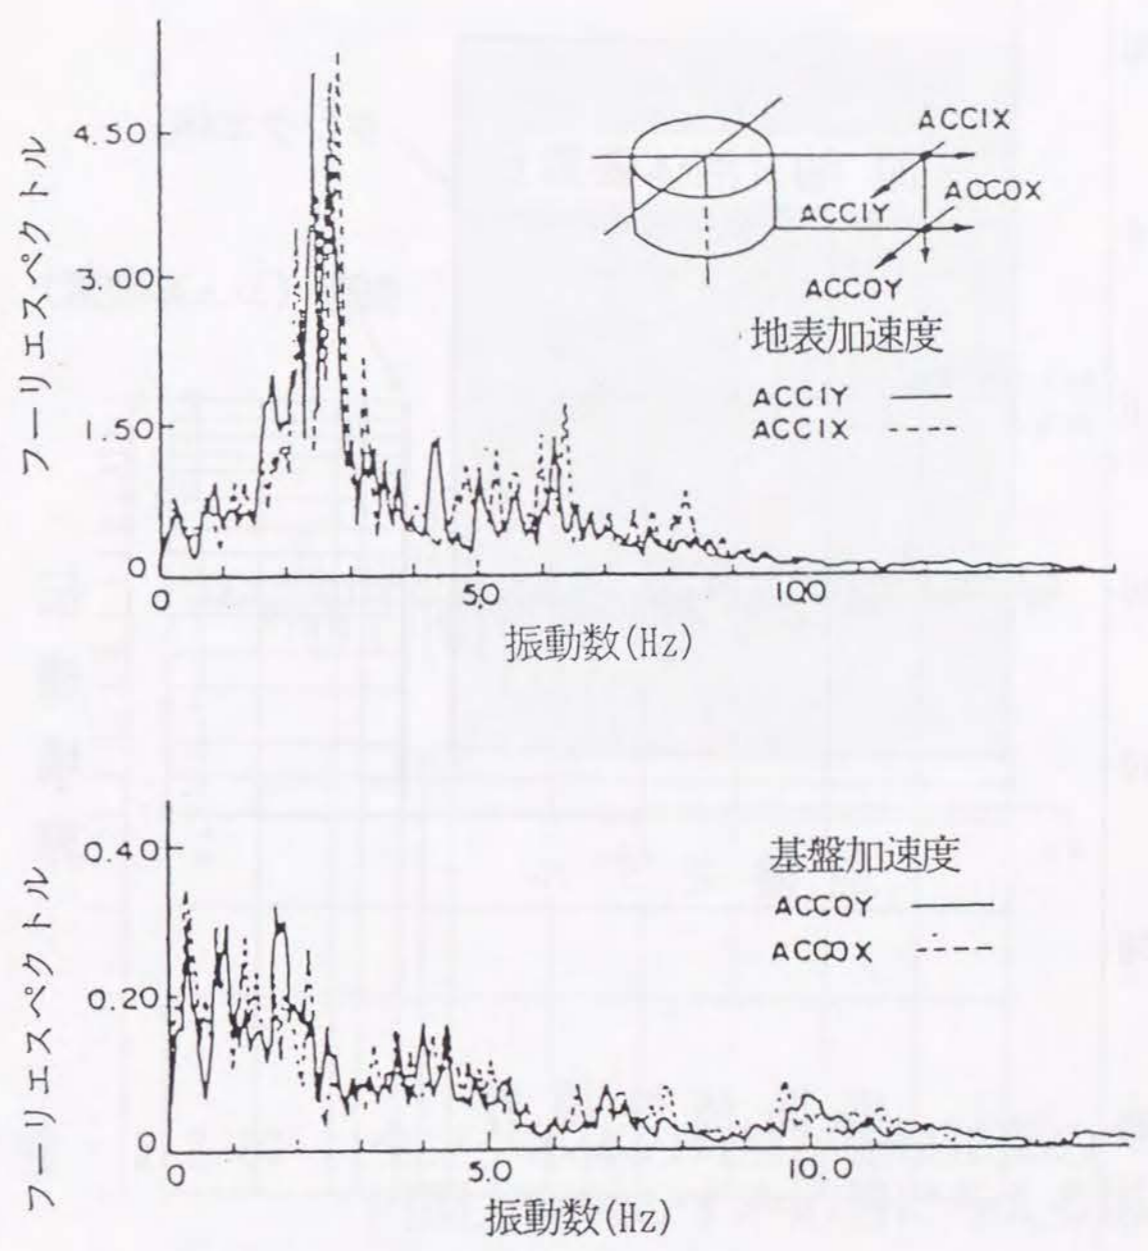 フーリエスペクトル
4.50
3.00
1.50
0
0
5.0
10.0
振動数(Hz)
ACC1X
ACC0X
ACC1Y
ACC0Y
地表加速度
ACC1Y
ACC1X
フーリエスペクトル
0.40
0.20
0
0
5.0
10.0
振動数(Hz)
基盤加速度
ACC0Y
ACC0X